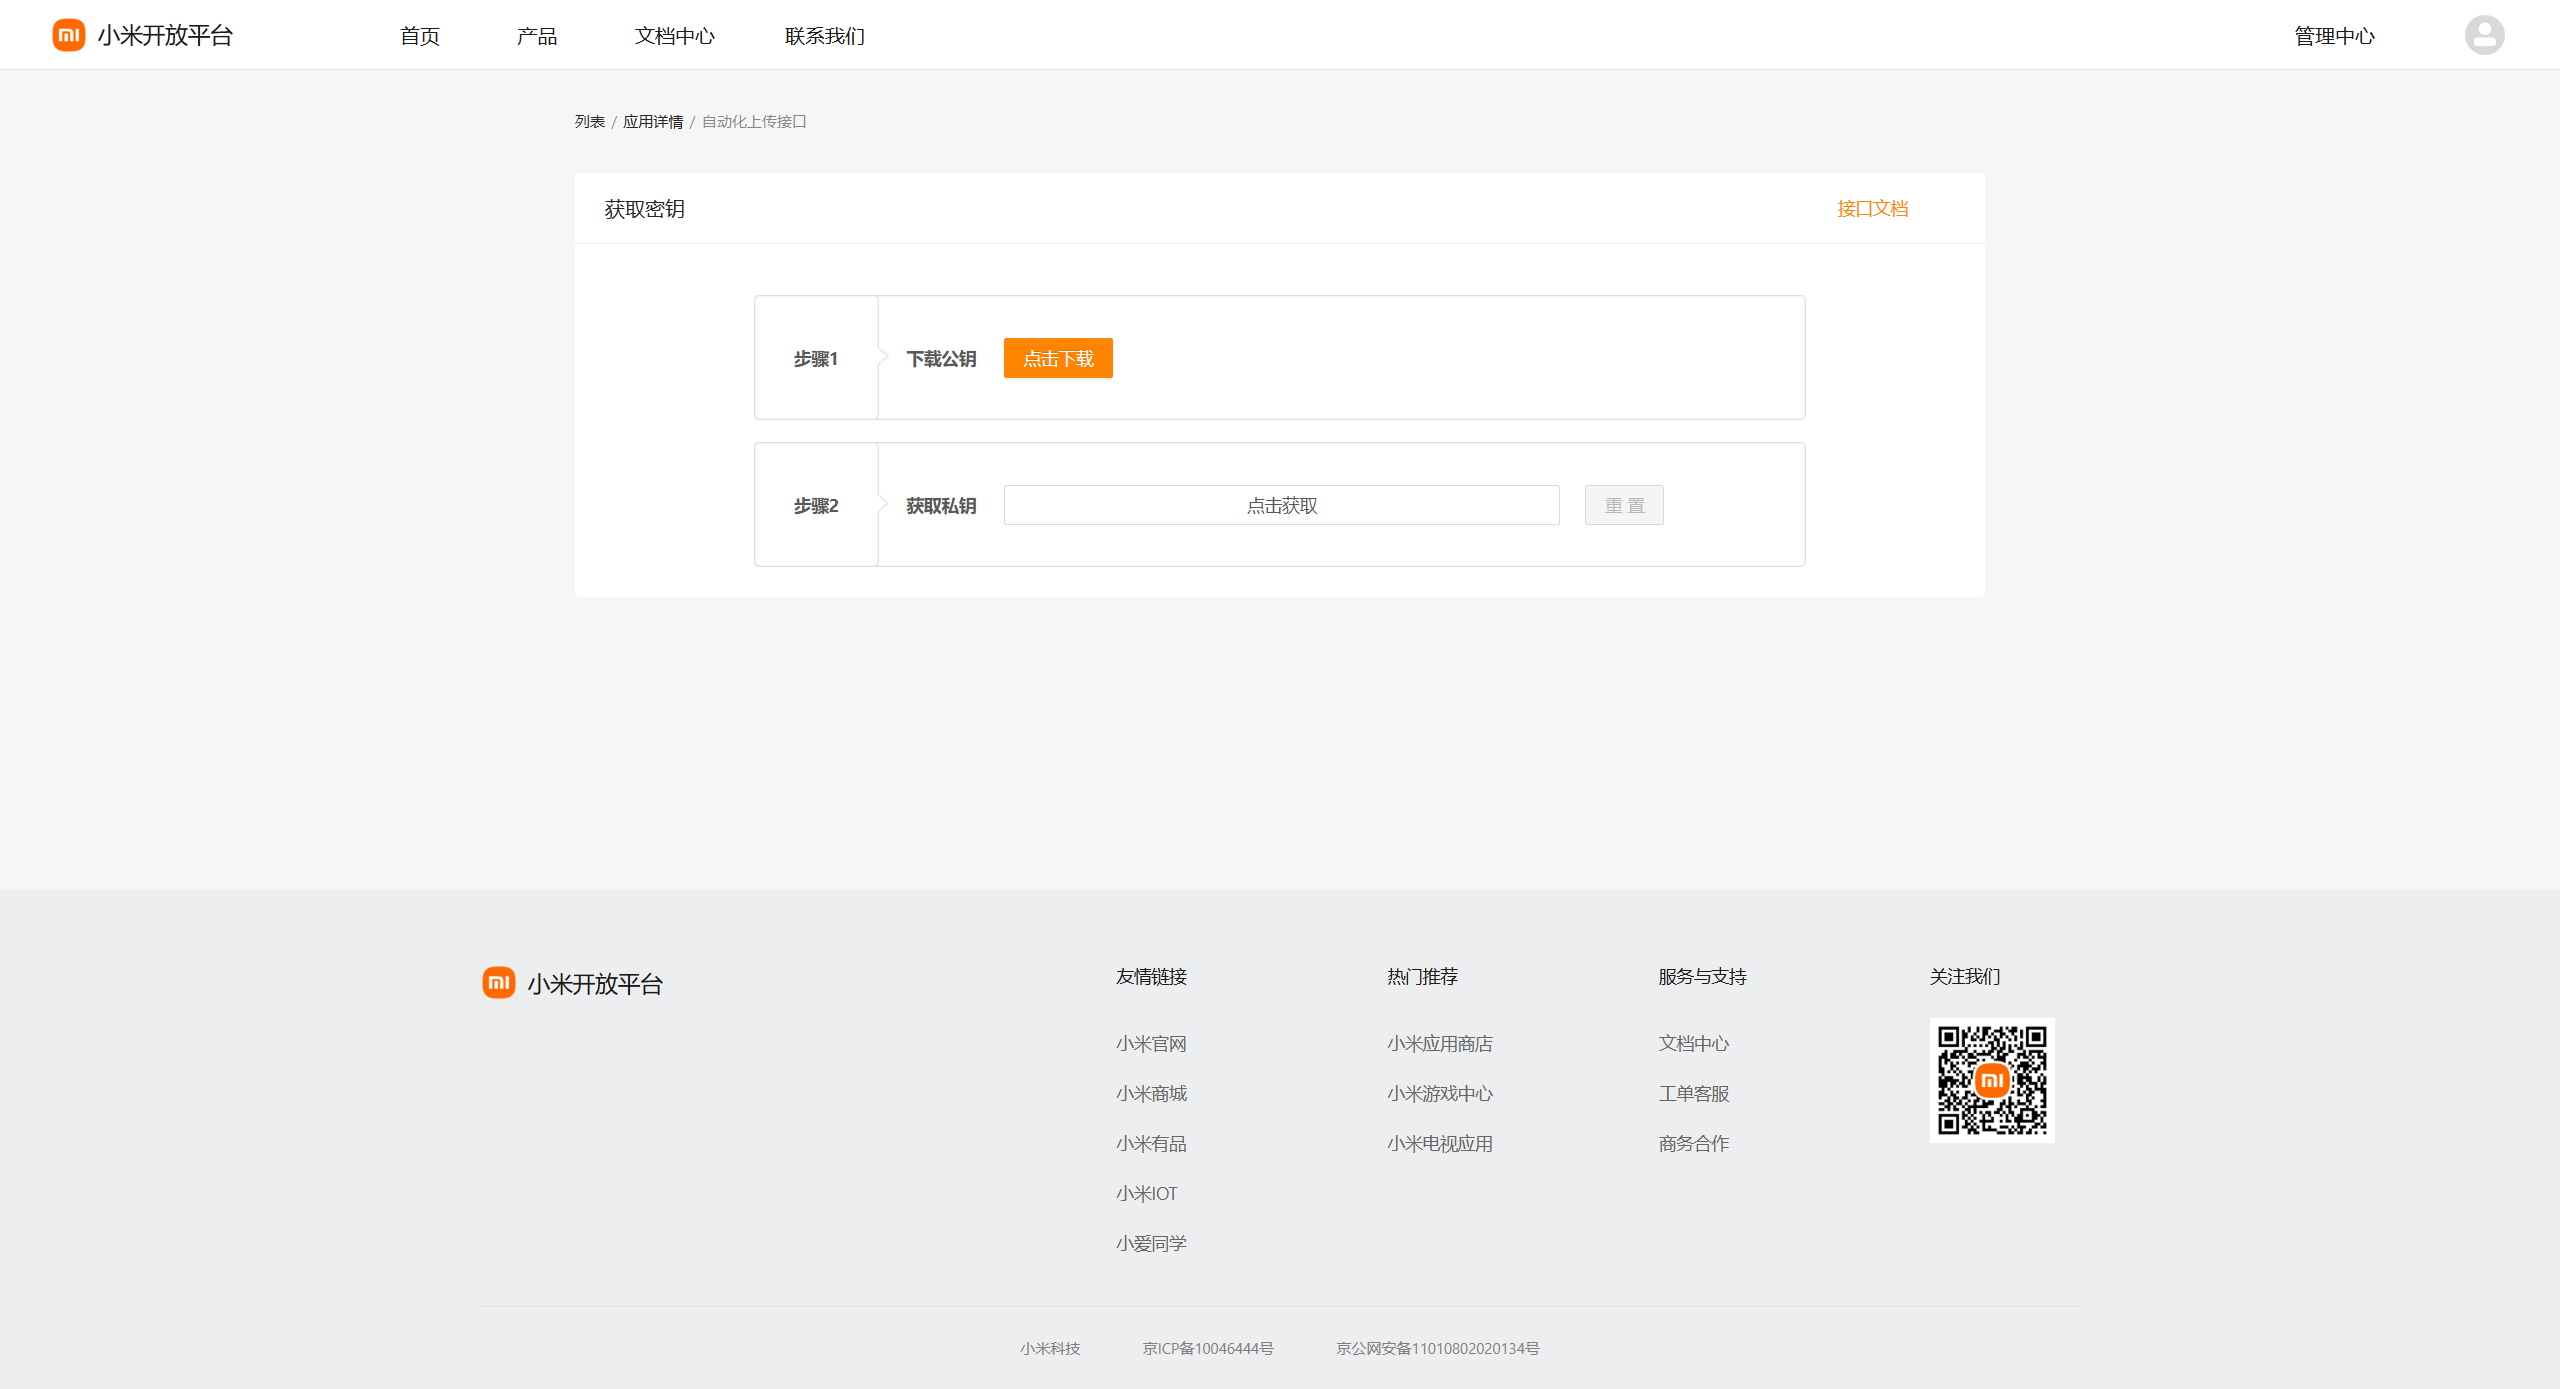 小米开放平台 首页 产品 文档中心 联系我们 管理中心
列表 / 应用详情 / 自动化上传接口
获取密钥 接口文档
步骤1 下载公钥 点击下载
步骤2 获取私钥 点击获取 重 置
小米开放平台
友情链接
小米官网
小米商城
小米有品
小米IOT
小爱同学
热门推荐
小米应用商店
小米游戏中心
小米电视应用
服务与支持
文档中心
工单客服
商务合作
关注我们
小米科技 京ICP备10046444号 京公网安备11010802020134号